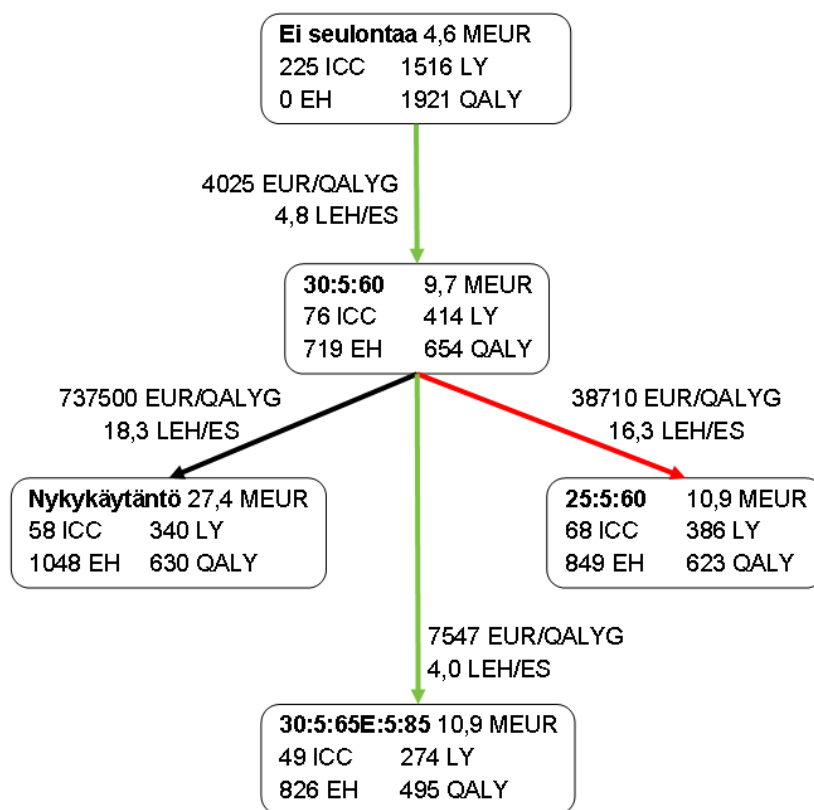 Ei seulontaa 4,6 MEUR
225 ICC 1516 LY
0 EH 1921 QALY
4025 EUR/QALYG
4,8 LEH/ES
30:5:60 9,7 MEUR
76 ICC 414 LY
719 EH 654 QALY
737500 EUR/QALYG
18,3 LEH/ES
38710 EUR/QALYG
16,3 LEH/ES
Nykykäytäntö 27,4 MEUR
58 ICC 340 LY
1048 EH 630 QALY
25:5:60 10,9 MEUR
68 ICC 386 LY
849 EH 623 QALY
7547 EUR/QALYG
4,0 LEH/ES
30:5:65E:5:85 10,9 MEUR
49 ICC 274 LY
826 EH 495 QALY